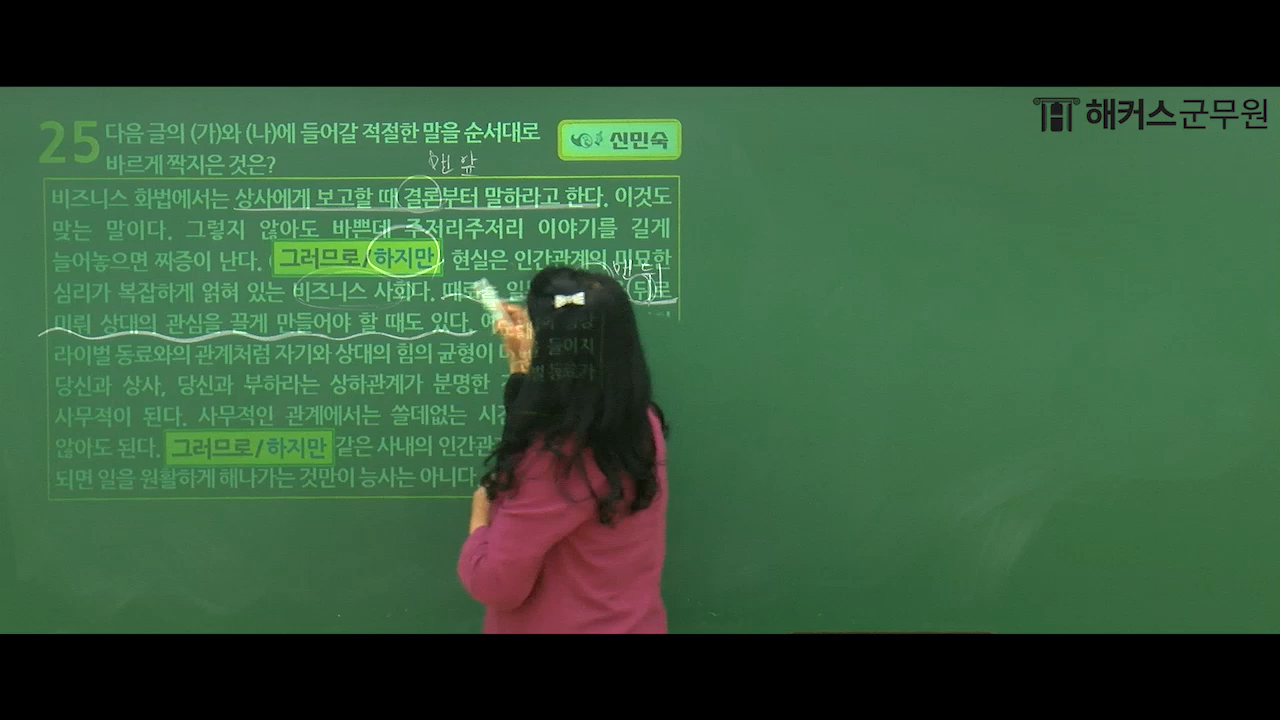 해커스군무원
25 다음 글의 (가)와 (나)에 들어갈 적절한 말을 순서대로
바르게 짝지은 것은?
신민숙
맨 앞
비즈니스 화법에서는 상사에게 보고할 때 결론부터 말하라고 한다. 이것도
맞는 말이다. 그렇지 않아도 바쁜데 주저리주저리 이야기를 길게
늘어놓으면 짜증이 난다. 그러므로/하지만 현실은 인간관계의 미묘한
맨 뒤
심리가 복잡하게 얽혀 있는 비즈니스 사회다. 때로는 뒤로
미뤄 상대의 관심을 끌게 만들어야 할 때도 있다.
라이벌 동료와의 관계처럼 자기와 상대의 힘의 균형이
당신과 상사, 당신과 부하라는 상하관계가 분명한
사무적이 된다. 사무적인 관계에서는 쓸데없는
않아도 된다. 그러므로/하지만 같은 사내의
되면 일을 원활하게 해나가는 것만이 능사는 아니다